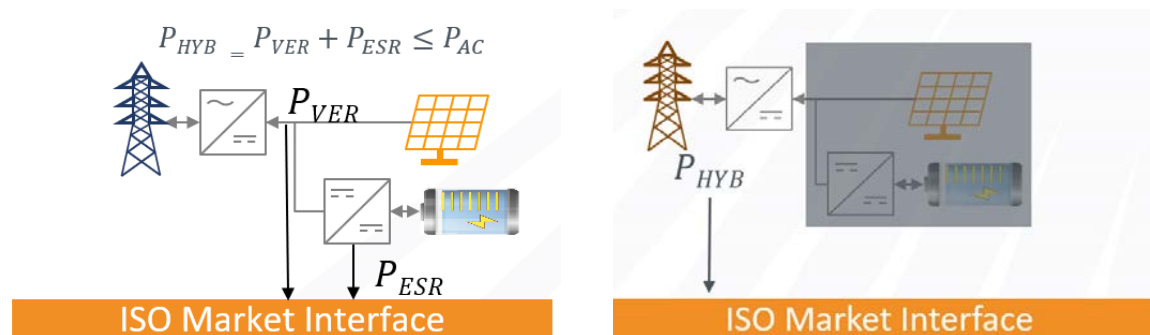 P_HYB = P_VER + P_ESR ≤ P_AC
P_VER
P_ESR
ISO Market Interface
P_HYB
ISO Market Interface